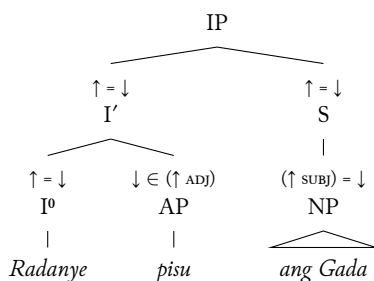 IP
↑ = ↓ ↑ = ↓
I′ S
↑ = ↓ ↓ ∈ (↑ ADJ) (↑ SUBJ) = ↓
I⁰ AP NP
Radanye pisu ang Gada